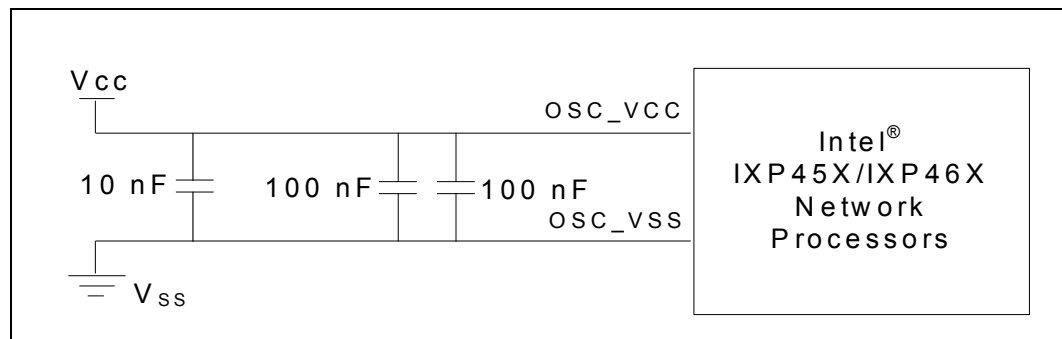 Vcc
OSC_VCC
10 nF
100 nF
100 nF
OSC_VSS
VSS
Intel®
IXP45X/IXP46X
Network
Processors